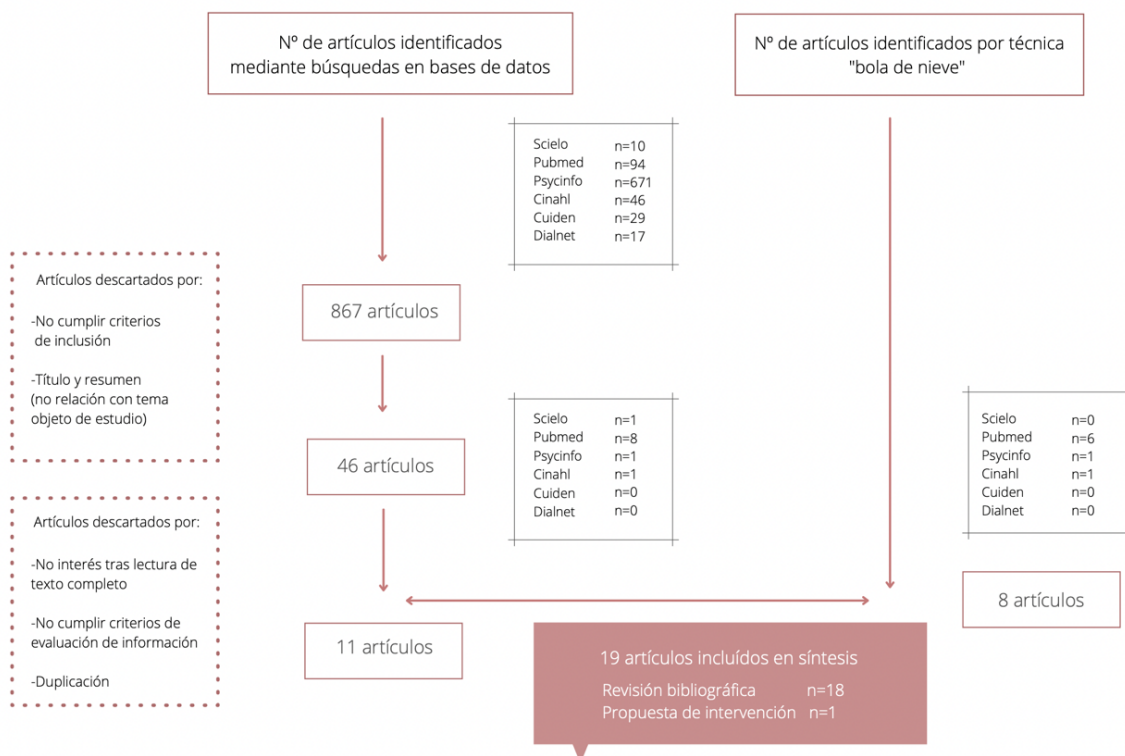 Nº de artículos identificados
mediante búsquedas en bases de datos
Nº de artículos identificados por técnica
"bola de nieve"
Scielo n=10
Pubmed n=94
Psycinfo n=671
Cinahl n=46
Cuiden n=29
Dialnet n=17
Artículos descartados por:
-No cumplir criterios
de inclusión
-Título y resumen
(no relación con tema
objeto de estudio)
867 artículos
46 artículos
Scielo n=1
Pubmed n=8
Psycinfo n=1
Cinahl n=1
Cuiden n=0
Dialnet n=0
Scielo n=0
Pubmed n=6
Psycinfo n=1
Cinahl n=1
Cuiden n=0
Dialnet n=0
Artículos descartados por:
-No interés tras lectura de
texto completo
-No cumplir criterios de
evaluación de información
-Duplicación
11 artículos
8 artículos
19 artículos incluídos en síntesis
Revisión bibliográfica n=18
Propuesta de intervención n=1